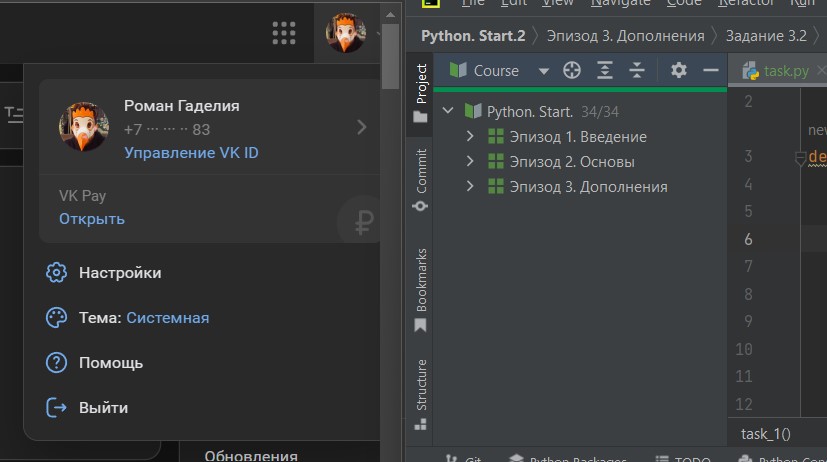 Роман Гаделия
+7 ··· ··· ·· 83
Управление VK ID
VK Pay
Открыть
Настройки
Тема: Системная
Помощь
Выйти
Обновления
File Edit View Navigate Code Refactor Run
Python. Start.2 Эпизод 3. Дополнения Задание 3.2
Project
Commit
Bookmarks
Structure
Course
Python. Start. 34/34
Эпизод 1. Введение
Эпизод 2. Основы
Эпизод 3. Дополнения
task.py
2
new
3 de
4
5
6
7
8
9
10
11
12
task_1()
Git Python Packages TODO Python Con